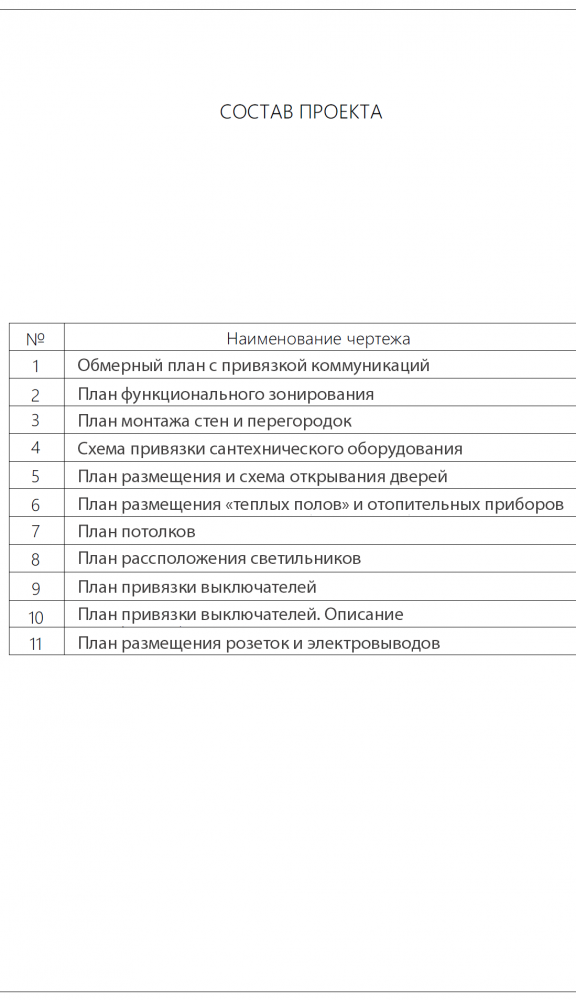 СОСТАВ ПРОЕКТА
№ Наименование чертежа
1 Обмерный план с привязкой коммуникаций
2 План функционального зонирования
3 План монтажа стен и перегородок
4 Схема привязки сантехнического оборудования
5 План размещения и схема открывания дверей
6 План размещения «теплых полов» и отопительных приборов
7 План потолков
8 План рассположения светильников
9 План привязки выключателей
10 План привязки выключателей. Описание
11 План размещения розеток и электровыводов